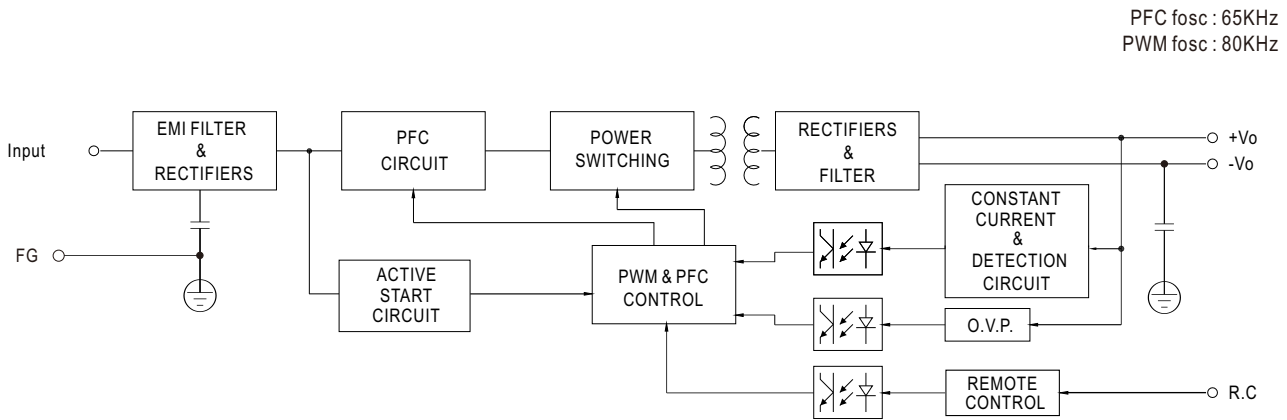 PFC fosc : 65KHz
PWM fosc : 80KHz
Input
EMI FILTER
&
RECTIFIERS
PFC
CIRCUIT
POWER
SWITCHING
RECTIFIERS
&
FILTER
+Vo
-Vo
FG
ACTIVE
START
CIRCUIT
PWM & PFC
CONTROL
CONSTANT
CURRENT
&
DETECTION
CIRCUIT
O.V.P.
REMOTE
CONTROL
R.C